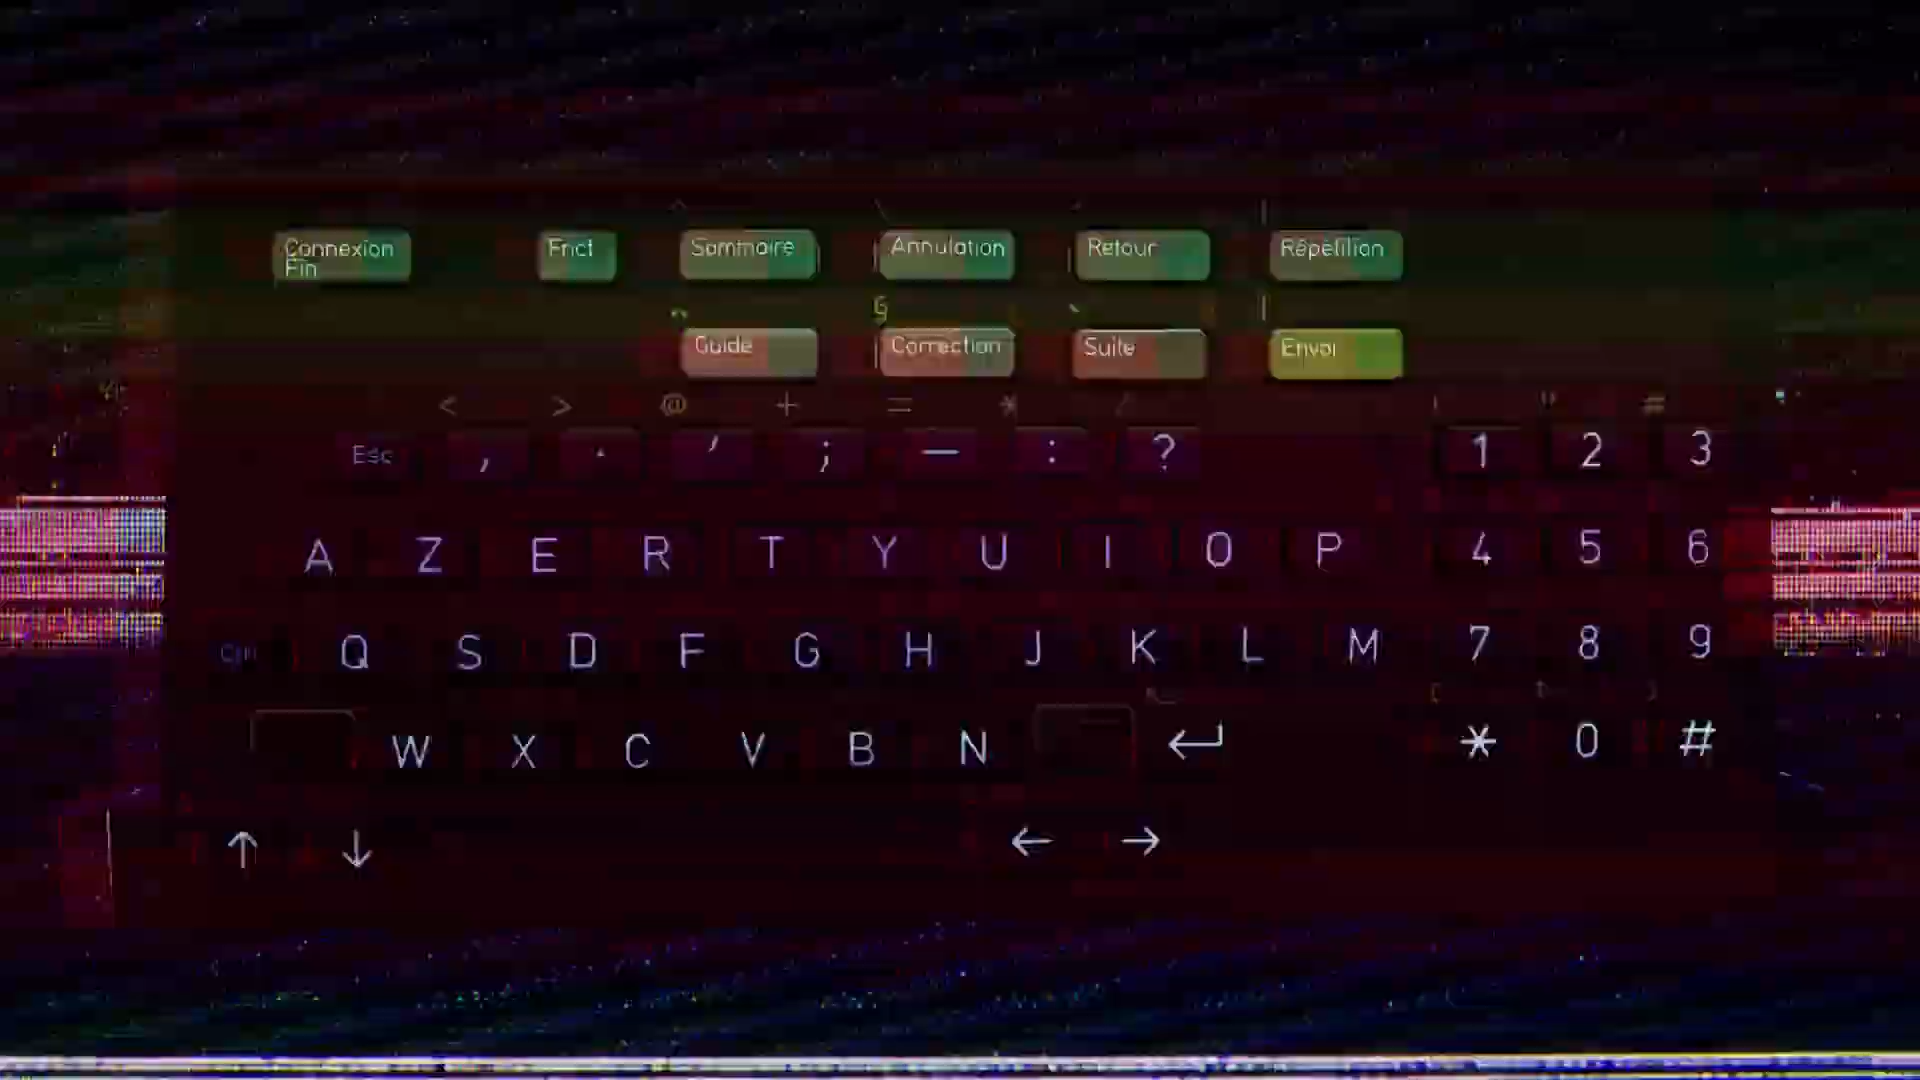 Connexion Fin Fnct Sommaire Annulation Retour Répétition
Guide Correction Suite Envoi
< > @ + = * / ! " #
Esc , . ' ; — : ? 1 2 3
A Z E R T Y U I O P 4 5 6
Q S D F G H J K L M 7 8 9
W X C V B N ↵ * 0 #
↑ ↓ ← →